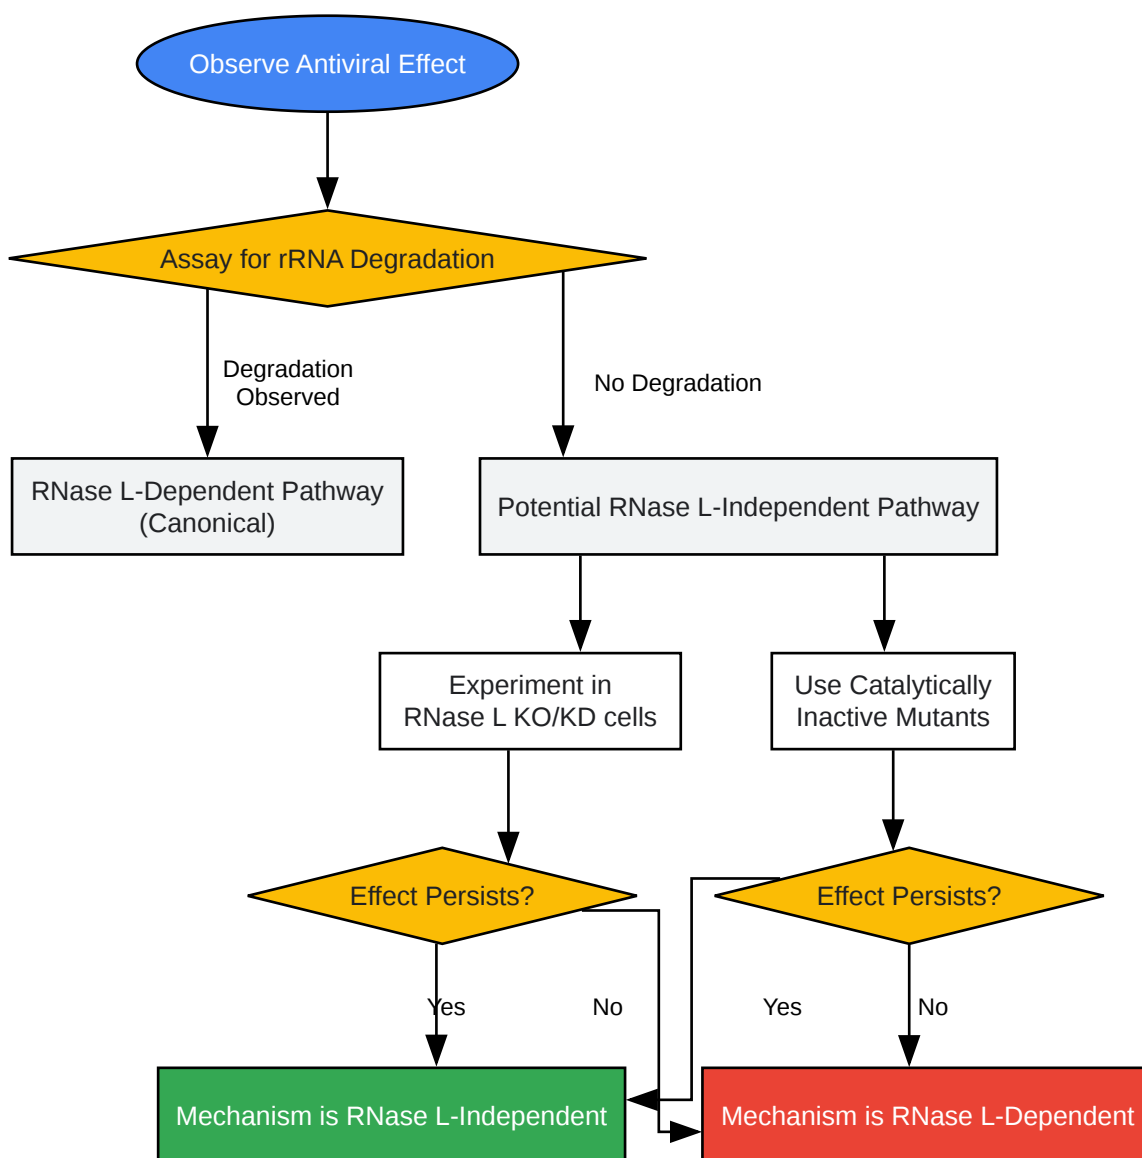 Observe Antiviral Effect
Assay for rRNA Degradation
Degradation
Observed
No Degradation
RNase L-Dependent Pathway
(Canonical)
Potential RNase L-Independent Pathway
Experiment in
RNase L KO/KD cells
Use Catalytically
Inactive Mutants
Effect Persists?
Effect Persists?
Yes
No
Yes
No
Mechanism is RNase L-Independent
Mechanism is RNase L-Dependent